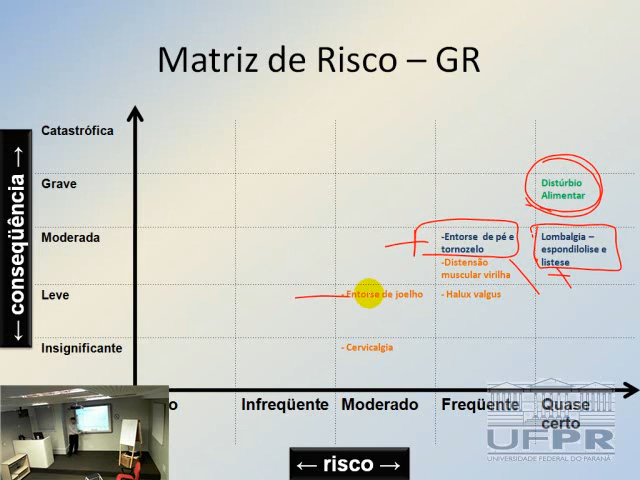 Matriz de Risco – GR
Catastrófica
Grave
Distúrbio
Alimentar
Moderada
-Entorse de pé e
tornozelo
-Distensão
muscular virilha
Lombalgia –
espondilolise e
listese
Leve
- Entorse de joelho
- Halux valgus
Insignificante
- Cervicalgia
← conseqüência →
o
Infreqüente
Moderado
Freqüente
Quase
certo
← risco →
UFPR
UNIVERSIDADE FEDERAL DO PARANÁ